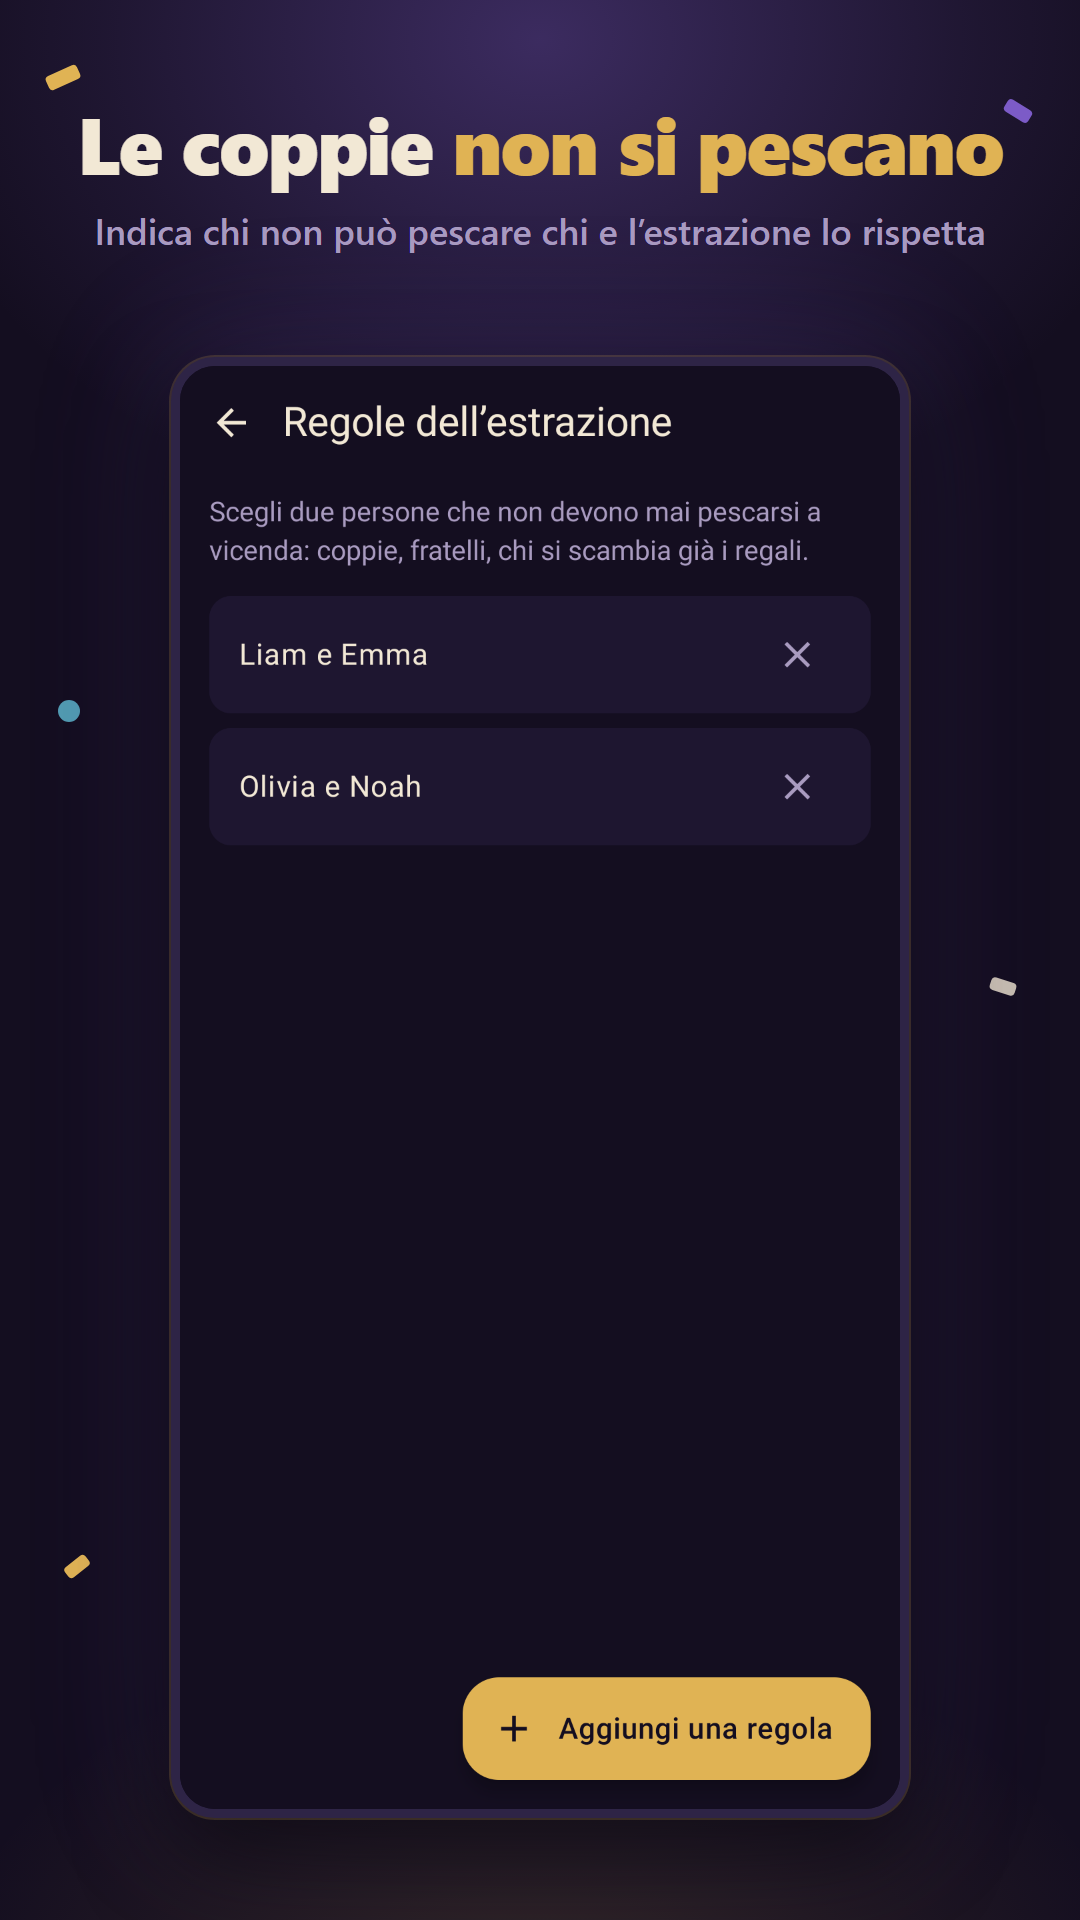 Le coppie non si pescano
Indica chi non può pescare chi e l’estrazione lo rispetta
Regole dell’estrazione
Scegli due persone che non devono mai pescarsi a
vicenda: coppie, fratelli, chi si scambia già i regali.
Liam e Emma
Olivia e Noah
Aggiungi una regola